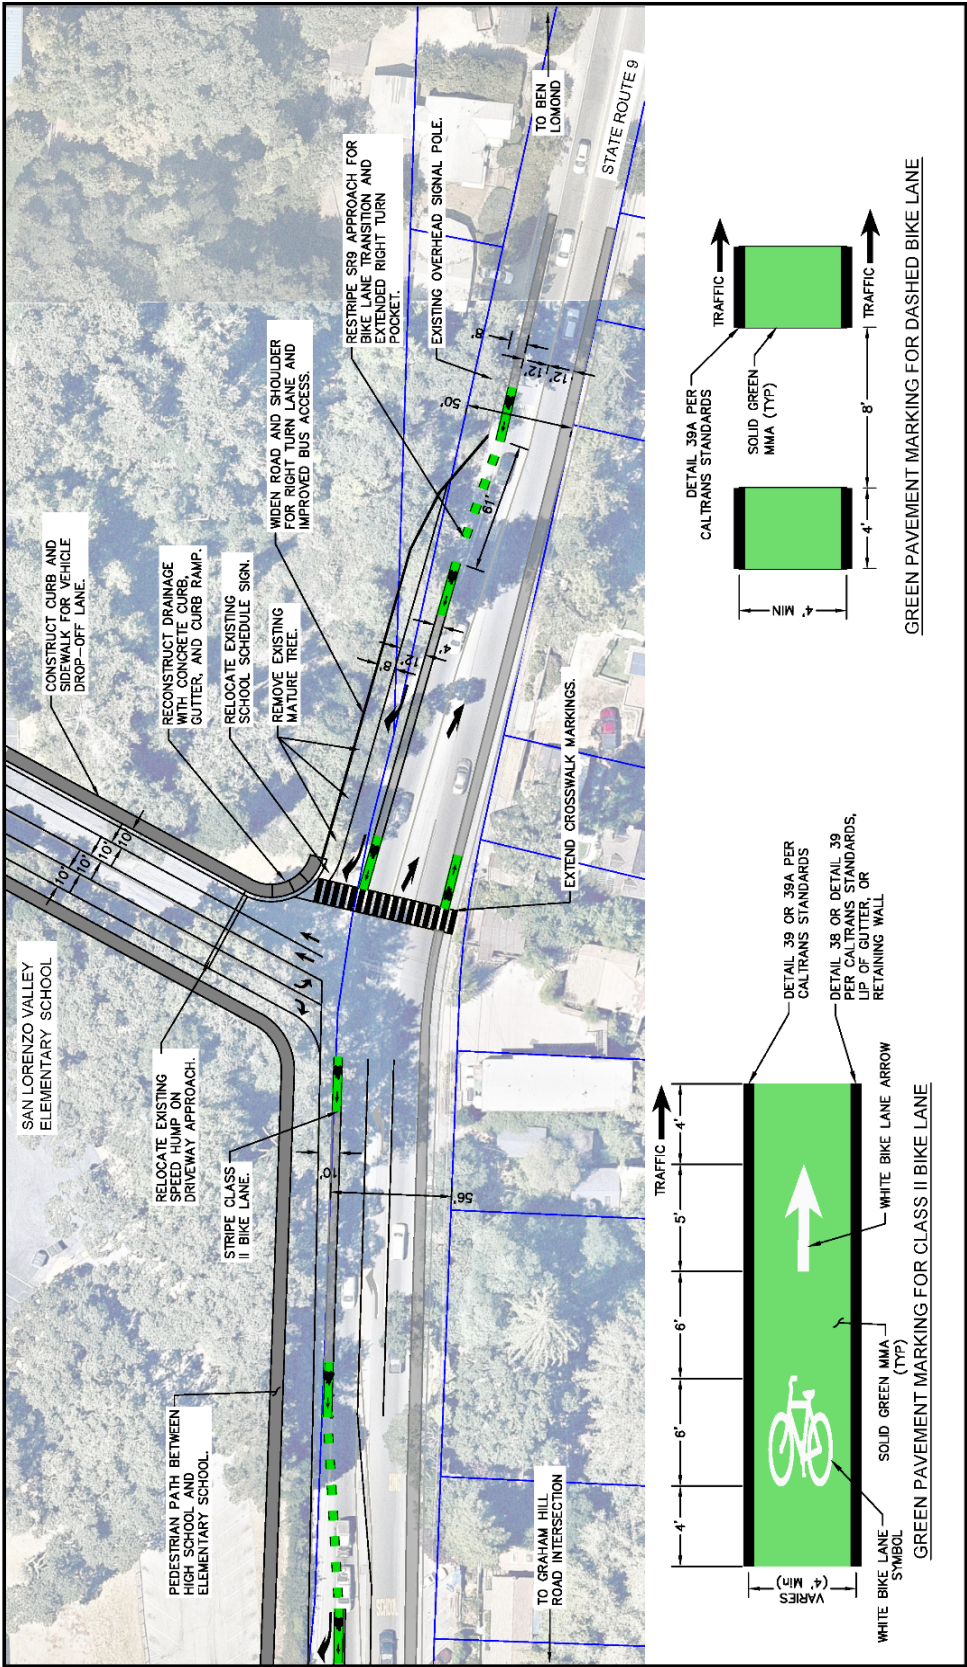 SAN LORENZO VALLEY
ELEMENTARY SCHOOL
CONSTRUCT CURB AND
SIDEWALK FOR VEHICLE
DROP-OFF LANE.
10'
10'
10'
10'
RECONSTRUCT DRAINAGE
WITH CONCRETE CURB,
GUTTER, AND CURB RAMP.
RELOCATE EXISTING
SCHOOL SCHEDULE SIGN.
REMOVE EXISTING
MATURE TREE.
WIDEN ROAD AND SHOULDER
FOR RIGHT TURN LANE AND
IMPROVED BUS ACCESS.
RESTRIPE SR9 APPROACH FOR
BIKE LANE TRANSITION AND
EXTENDED RIGHT TURN
POCKET.
EXISTING OVERHEAD SIGNAL POLE.
TO BEN
LOMOND
STATE ROUTE 9
RELOCATE EXISTING
SPEED HUMP ON
DRIVEWAY APPROACH.
STRIPE CLASS
II BIKE LANE.
PEDESTRIAN PATH BETWEEN
HIGH SCHOOL AND
ELEMENTARY SCHOOL.
10'
56'
8'
12'
4'
61'
50'
8'
12'
12'
EXTEND CROSSWALK MARKINGS.
TO GRAHAM HILL
ROAD INTERSECTION
SCHOOL
TRAFFIC
4'
6'
6'
5'
4'
VARIES
(4' Min)
WHITE BIKE LANE
SYMBOL
SOLID GREEN MMA
(TYP)
WHITE BIKE LANE ARROW
DETAIL 39 OR 39A PER
CALTRANS STANDARDS
DETAIL 38 OR DETAIL 39
PER CALTRANS STANDARDS,
LIP OF GUTTER, OR
RETAINING WALL
GREEN PAVEMENT MARKING FOR CLASS II BIKE LANE
DETAIL 39A PER
CALTRANS STANDARDS
SOLID GREEN
MMA (TYP)
TRAFFIC
TRAFFIC
4' MIN
4'
8'
GREEN PAVEMENT MARKING FOR DASHED BIKE LANE